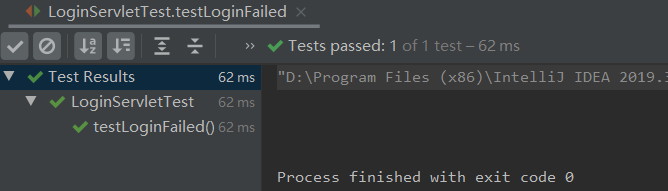 LoginServletTest.testLoginFailed
Tests passed: 1 of 1 test – 62 ms
Test Results 62 ms
LoginServletTest 62 ms
testLoginFailed() 62 ms
"D:\Program Files (x86)\IntelliJ IDEA 2019.
Process finished with exit code 0